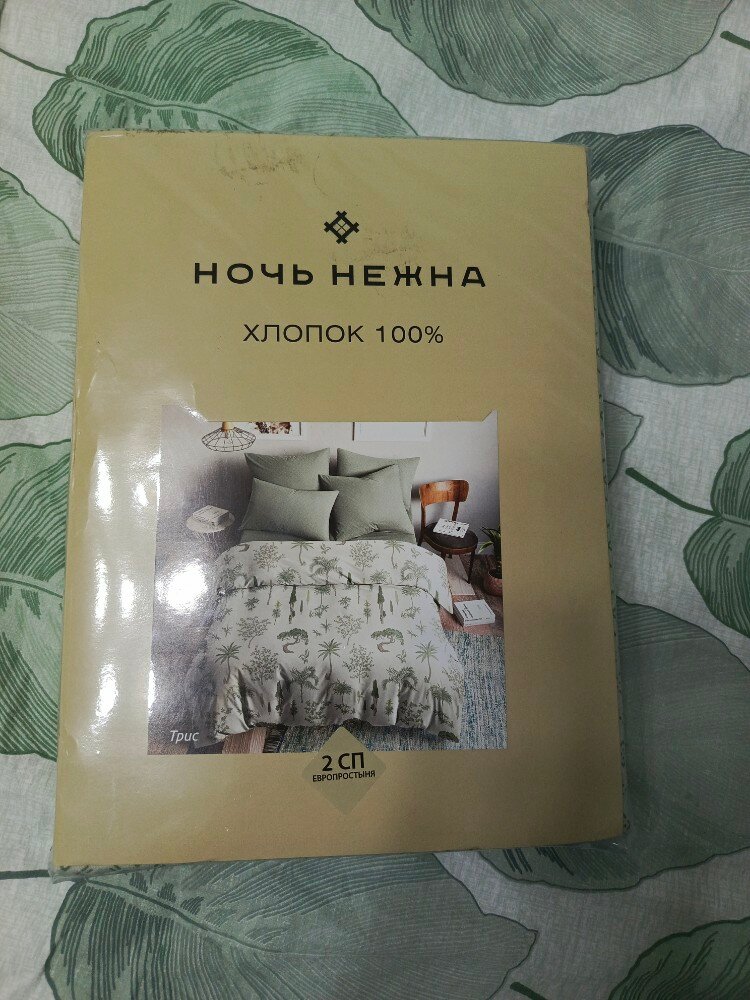 НОЧЬ НЕЖНА
ХЛОПОК 100%
Трис
2 СП
ЕВРОПРОСТЫНЯ